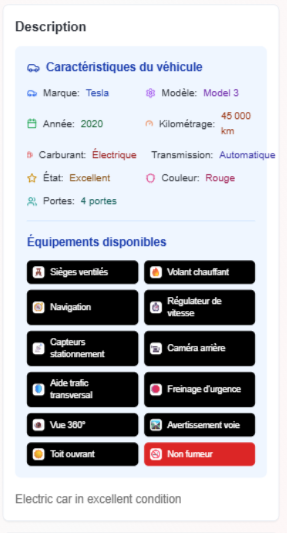 Description
Caractéristiques du véhicule
Marque: Tesla
Modèle: Model 3
Année: 2020
Kilométrage: 45 000
km
Carburant: Électrique
Transmission: Automatique
État: Excellent
Couleur: Rouge
Portes: 4 portes
Équipements disponibles
Sièges ventilés
Volant chauffant
Navigation
Régulateur de
vitesse
Capteurs
stationnement
Caméra arrière
Aide trafic
transversal
Freinage d'urgence
Vue 360°
Avertissement voie
Toit ouvrant
Non fumeur
Electric car in excellent condition